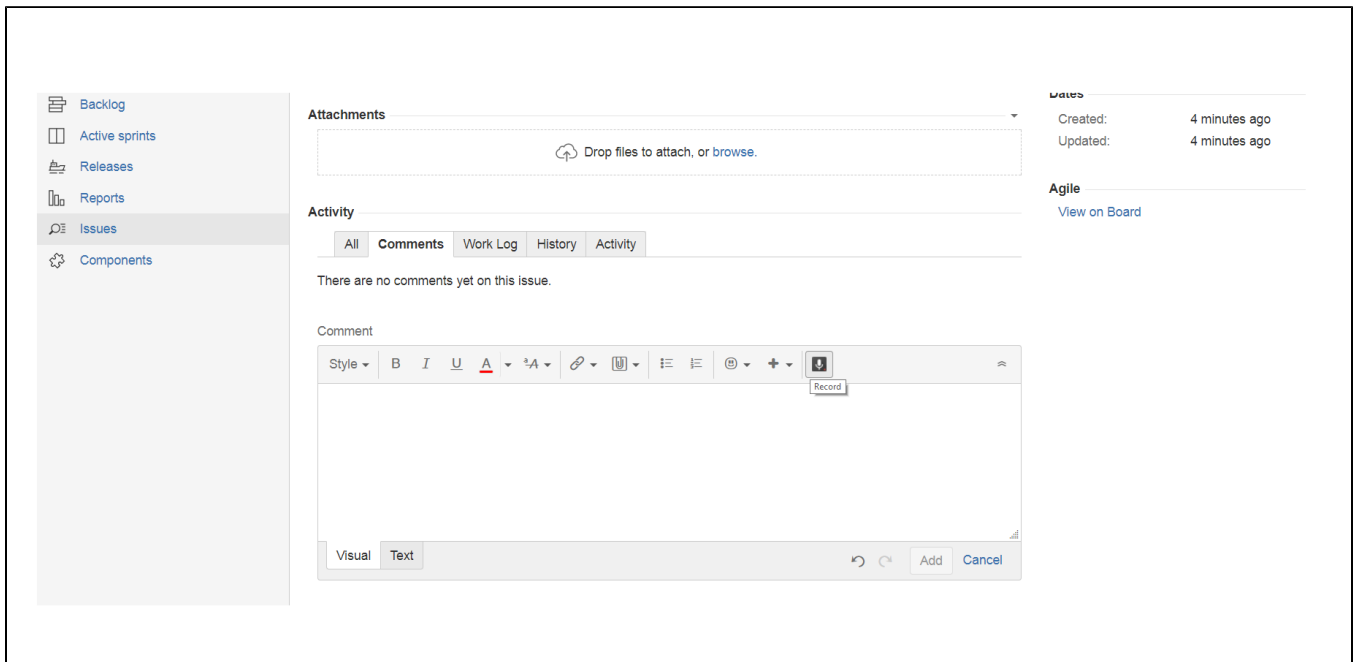 Backlog
Active sprints
Releases
Reports
Issues
Components
Attachments
Drop files to attach, or browse.
Activity
All Comments Work Log History Activity
There are no comments yet on this issue.
Comment
Style B I U A ᵃA
Record
Visual Text
Add Cancel
Dates
Created: 4 minutes ago
Updated: 4 minutes ago
Agile
View on Board